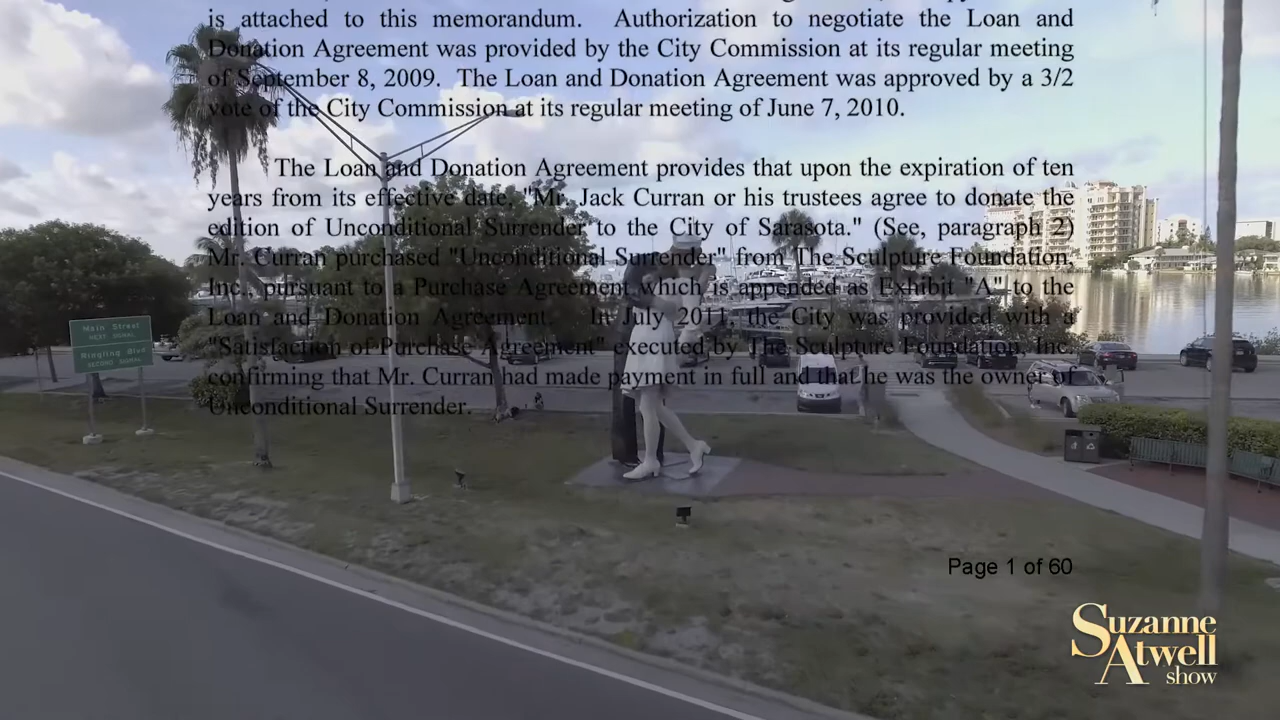 is attached to this memorandum. Authorization to negotiate the Loan and
Donation Agreement was provided by the City Commission at its regular meeting
of September 8, 2009. The Loan and Donation Agreement was approved by a 3/2
vote of the City Commission at its regular meeting of June 7, 2010.
The Loan and Donation Agreement provides that upon the expiration of ten
years from its effective date, "Mr. Jack Curran or his trustees agree to donate the
edition of Unconditional Surrender to the City of Sarasota." (See, paragraph 2)
Mr. Curran purchased "Unconditional Surrender" from The Sculpture Foundation,
Inc., pursuant to a Purchase Agreement which is appended as Exhibit "A" to the
Loan and Donation Agreement. In July 2011, the City was provided with a
"Satisfaction of Purchase Agreement" executed by The Sculpture Foundation, Inc.
confirming that Mr. Curran had made payment in full and that he was the owner of
Unconditional Surrender.
Main Street
NEXT SIGNAL
Ringling Blvd
SECOND SIGNAL
Page 1 of 60
Suzanne
Atwell
show